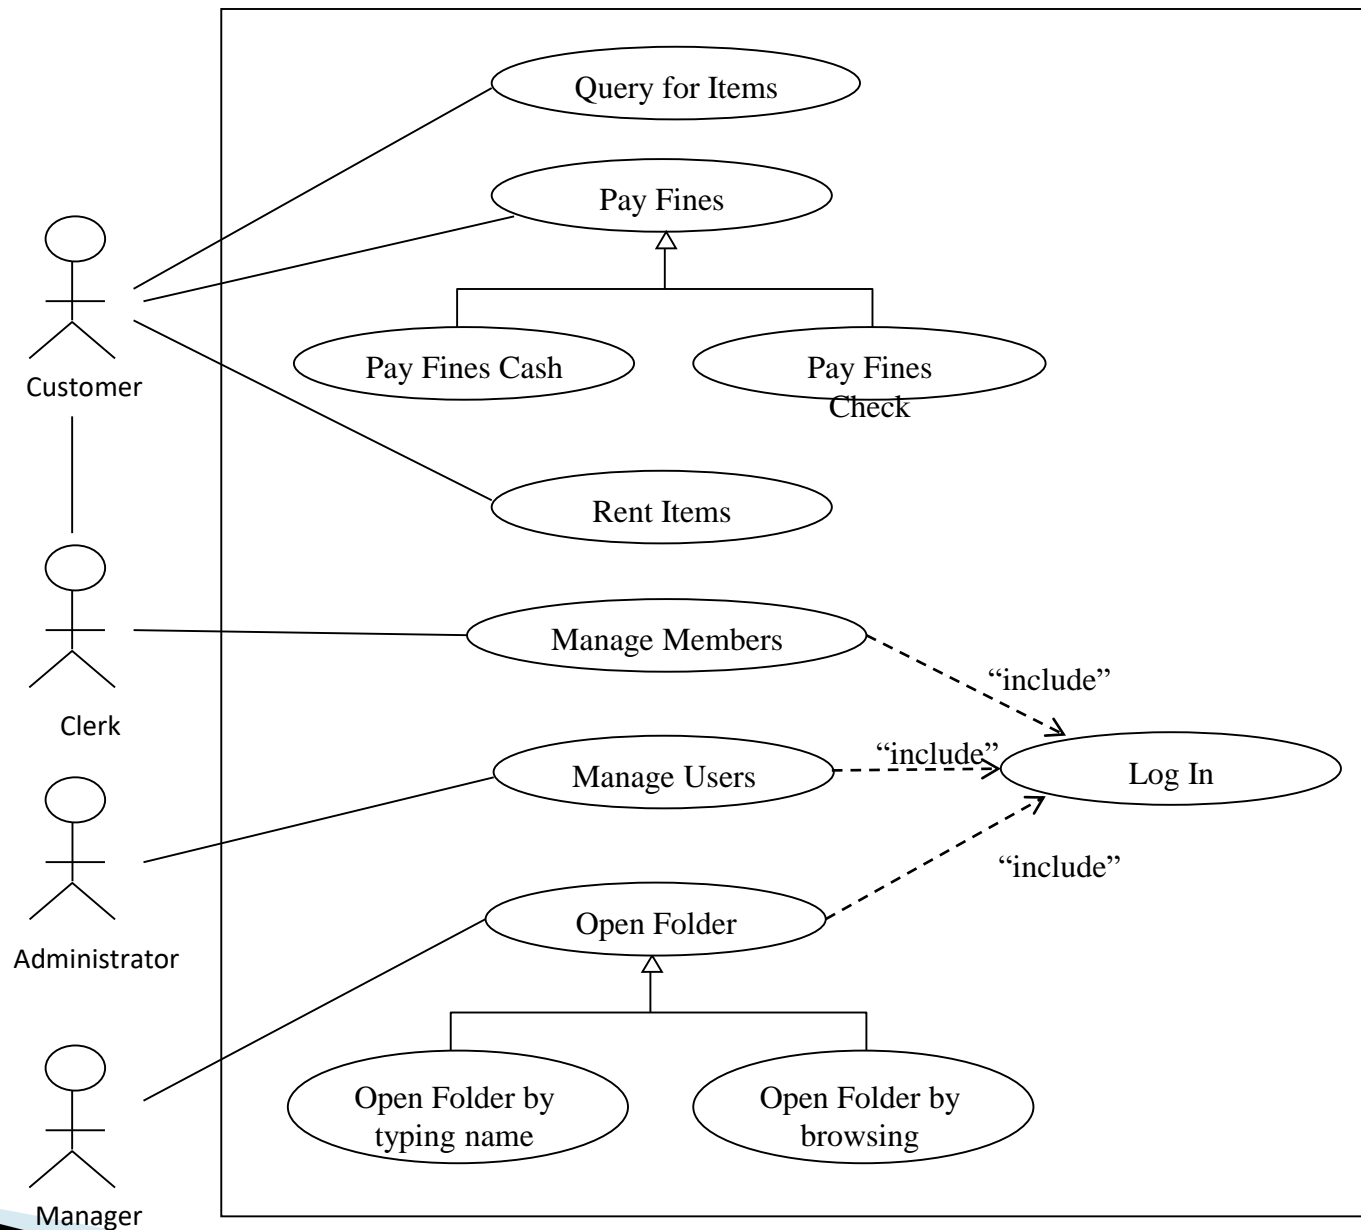 Query for Items
Pay Fines
Pay Fines Cash
Pay Fines
Check
Customer
Rent Items
Manage Members
“include”
Clerk
“include”
Manage Users
Log In
“include”
Open Folder
Administrator
Open Folder by
typing name
Open Folder by
browsing
Manager